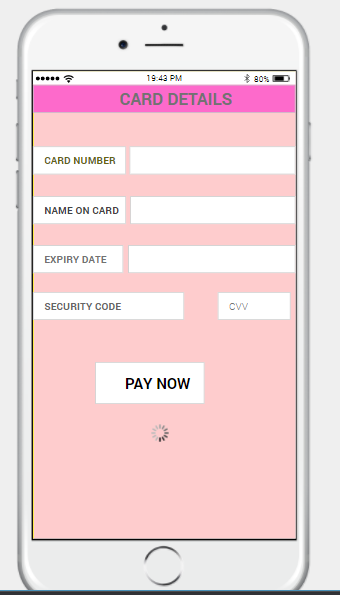 19:43 PM 80%
CARD DETAILS
CARD NUMBER
NAME ON CARD
EXPIRY DATE
SECURITY CODE CVV
PAY NOW